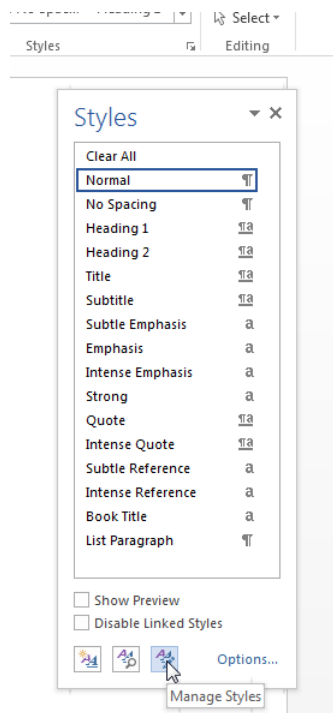 Select
Styles
Editing
Styles
Clear All
Normal ¶
No Spacing ¶
Heading 1 ¶a
Heading 2 ¶a
Title ¶a
Subtitle ¶a
Subtle Emphasis a
Emphasis a
Intense Emphasis a
Strong a
Quote ¶a
Intense Quote ¶a
Subtle Reference a
Intense Reference a
Book Title a
List Paragraph ¶
Show Preview
Disable Linked Styles
Options...
Manage Styles